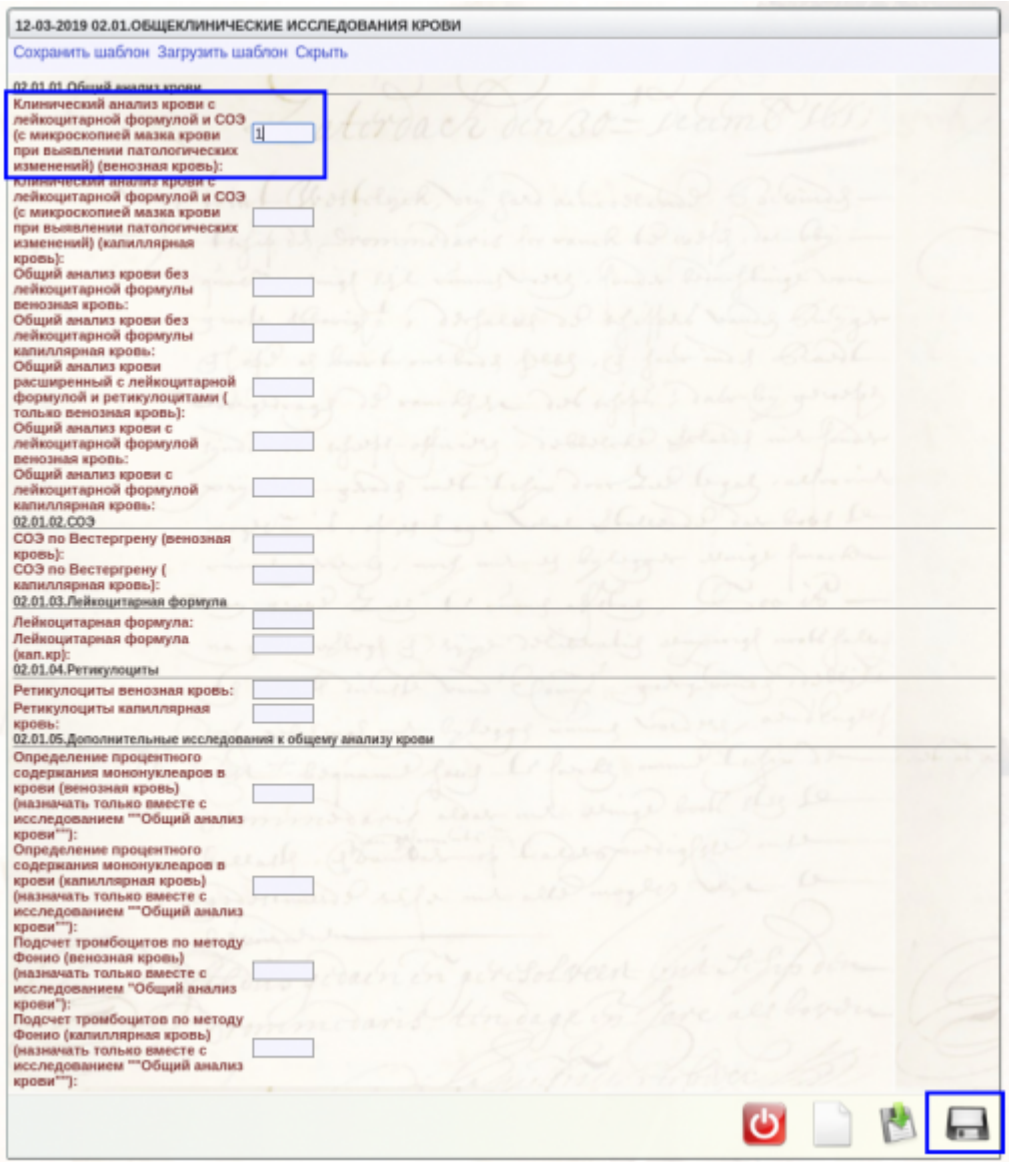 12-03-2019 02.01.ОБЩЕКЛИНИЧЕСКИЕ ИССЛЕДОВАНИЯ КРОВИ
Сохранить шаблон Загрузить шаблон Скрыть
02.01.01.Общий анализ крови
Клинический анализ крови с
лейкоцитарной формулой и СОЭ
(с микроскопией мазка крови
при выявлении патологических
изменений) (венозная кровь):
1
Клинический анализ крови с
лейкоцитарной формулой и СОЭ
(с микроскопией мазка крови
при выявлении патологических
изменений) (капиллярная
кровь):
Общий анализ крови без
лейкоцитарной формулы
венозная кровь:
Общий анализ крови без
лейкоцитарной формулы
капиллярная кровь:
Общий анализ крови
расширенный с лейкоцитарной
формулой и ретикулоцитами (
только венозная кровь):
Общий анализ крови с
лейкоцитарной формулой
венозная кровь:
Общий анализ крови с
лейкоцитарной формулой
капиллярная кровь:
02.01.02.СОЭ
СОЭ по Вестергрену (венозная
кровь):
СОЭ по Вестергрену (
капиллярная кровь):
02.01.03.Лейкоцитарная формула
Лейкоцитарная формула:
Лейкоцитарная формула
(кап.кр):
02.01.04.Ретикулоциты
Ретикулоциты венозная кровь:
Ретикулоциты капиллярная
кровь:
02.01.05.Дополнительные исследования к общему анализу крови
Определение процентного
содержания мононуклеаров в
крови (венозная кровь)
(назначать только вместе с
исследованием ""Общий анализ
крови""):
Определение процентного
содержания мононуклеаров в
крови (капиллярная кровь)
(назначать только вместе с
исследованием ""Общий анализ
крови""):
Подсчет тромбоцитов по методу
Фонио (венозная кровь)
(назначать только вместе с
исследованием "Общий анализ
крови"):
Подсчет тромбоцитов по методу
Фонио (капиллярная кровь)
(назначать только вместе с
исследованием ""Общий анализ
крови""):